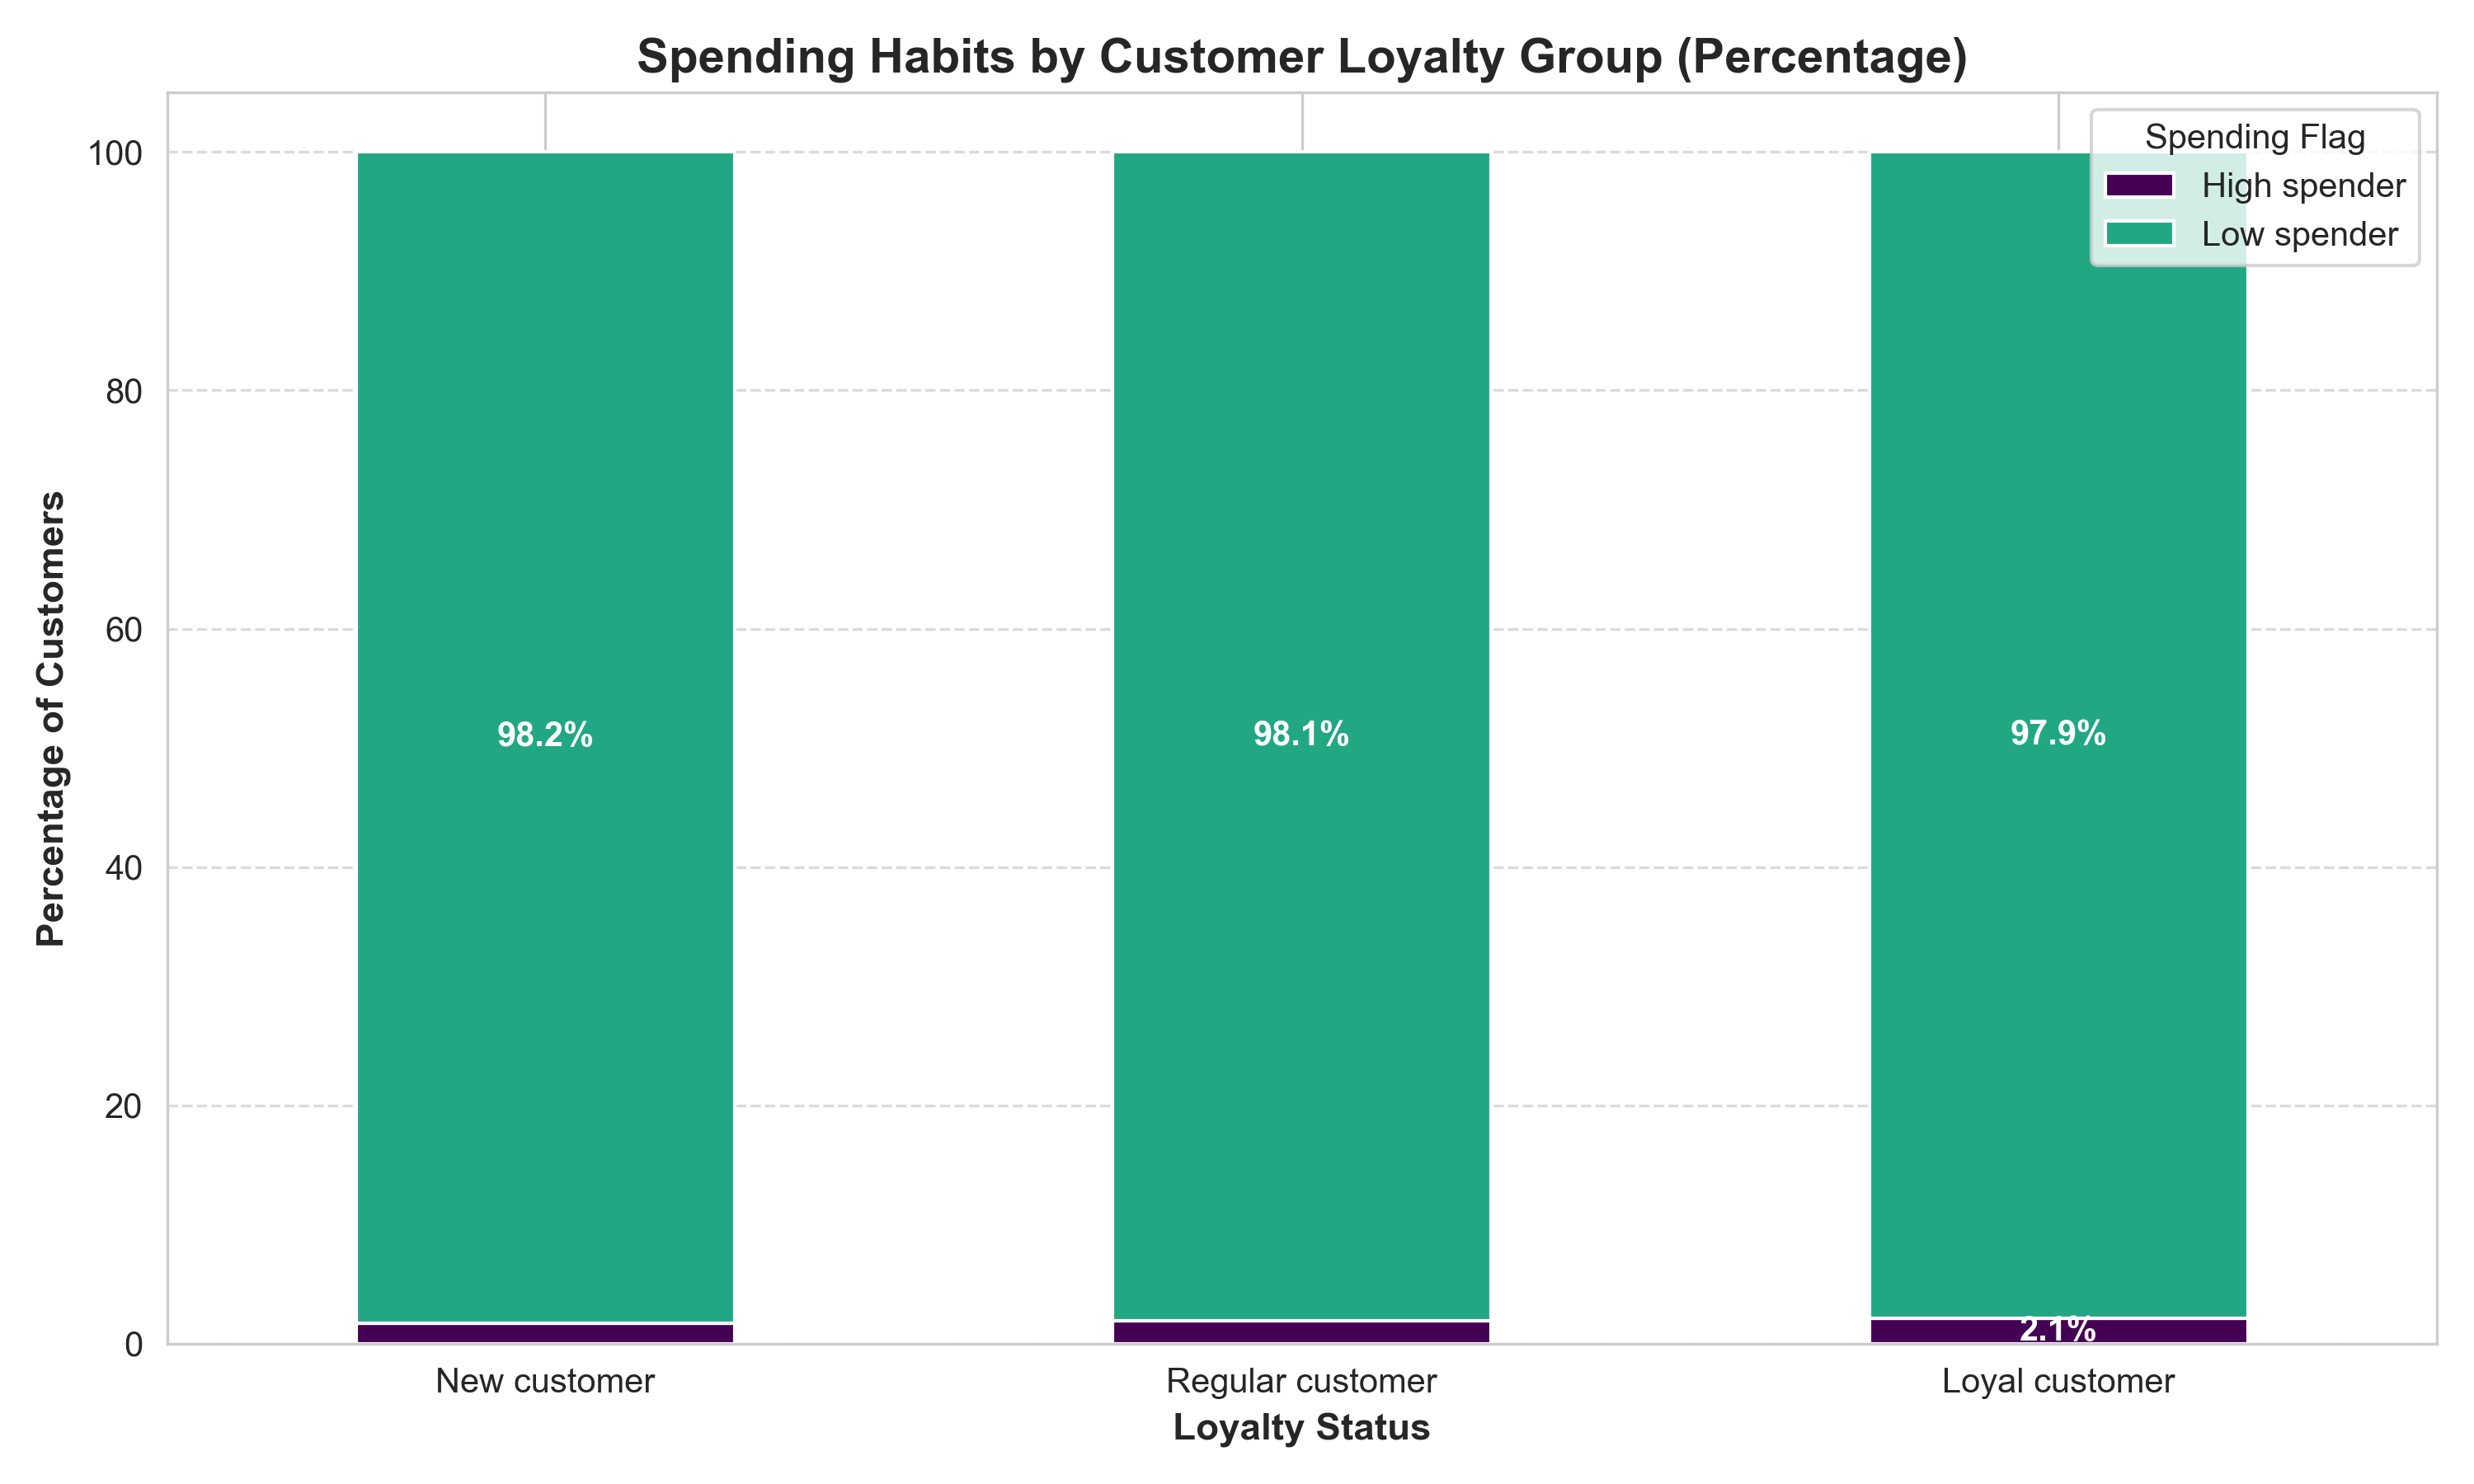 Spending Habits by Customer Loyalty Group (Percentage)
Spending Flag
High spender
Low spender
100
80
60
40
20
0
Percentage of Customers
98.2%
98.1%
97.9%
2.1%
New customer
Regular customer
Loyal customer
Loyalty Status